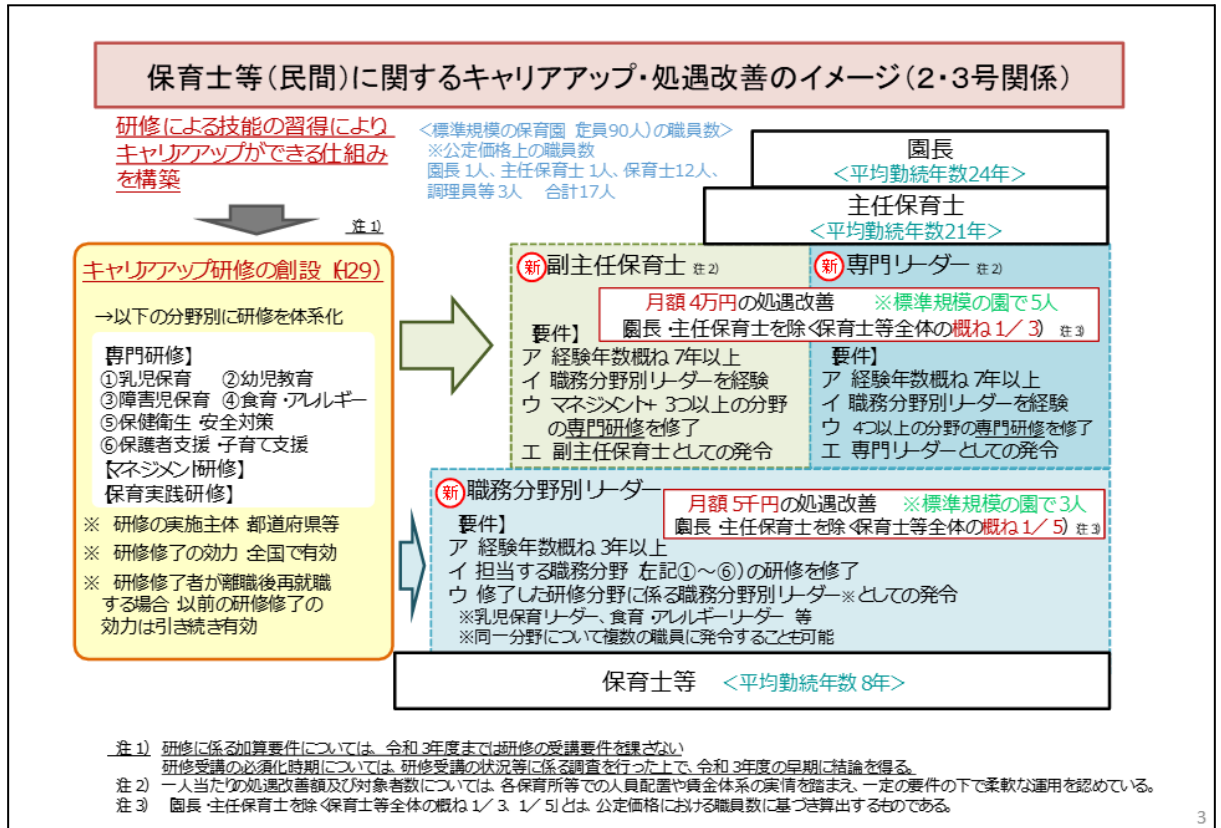 保育士等(民間)に関するキャリアアップ・処遇改善のイメージ(2・3号関係)
研修による技能の習得により
キャリアアップができる仕組み
を構築
<標準規模の保育園 定員90人)の職員数>
※公定価格上の職員数
園長1人、主任保育士1人、保育士12人、
調理員等3人 合計17人
園長
<平均勤続年数24年>
主任保育士
<平均勤続年数21年>
注1)
キャリアアップ研修の創設(H29)
→以下の分野別に研修を体系化
【専門研修】
①乳児保育 ②幼児教育
③障害児保育 ④食育・アレルギー
⑤保健衛生・安全対策
⑥保護者支援・子育て支援
【マネジメント研修】
【保育実践研修】
※ 研修の実施主体 都道府県等
※ 研修修了の効力 全国で有効
※ 研修修了者が離職後再就職
する場合 以前の研修修了の
効力は引き続き有効
新 副主任保育士 注2)
新 専門リーダー 注2)
月額4万円の処遇改善 ※標準規模の園で5人
園長・主任保育士を除く保育士等全体の概ね1/3) 注3)
【要件】
ア 経験年数概ね7年以上
イ 職務分野別リーダーを経験
ウ マネジメント+3つ以上の分野
の専門研修を修了
エ 副主任保育士としての発令
【要件】
ア 経験年数概ね7年以上
イ 職務分野別リーダーを経験
ウ 4つ以上の分野の専門研修を修了
エ 専門リーダーとしての発令
新 職務分野別リーダー
月額5千円の処遇改善 ※標準規模の園で3人
園長・主任保育士を除く保育士等全体の概ね1/5) 注3)
【要件】
ア 経験年数概ね3年以上
イ 担当する職務分野 左記①~⑥)の研修を修了
ウ 修了した研修分野に係る職務分野別リーダー※としての発令
※乳児保育リーダー、食育・アレルギーリーダー 等
※同一分野について複数の職員に発令することも可能
保育士等 <平均勤続年数8年>
注1) 研修に係る加算要件については、令和3年度までは研修の受講要件を課さない
研修受講の必須化時期については、研修受講の状況等に係る調査を行った上で、令和3年度の早期に結論を得る。
注2) 一人当たりの処遇改善額及び対象者数については 各保育所等での人員配置や賃金体系の実情を踏まえ、一定の要件の下で柔軟な運用を認めている。
注3) 園長・主任保育士を除く保育士等全体の概ね1/3、1/5とは 公定価格における職員数に基づき算出するものである。
3